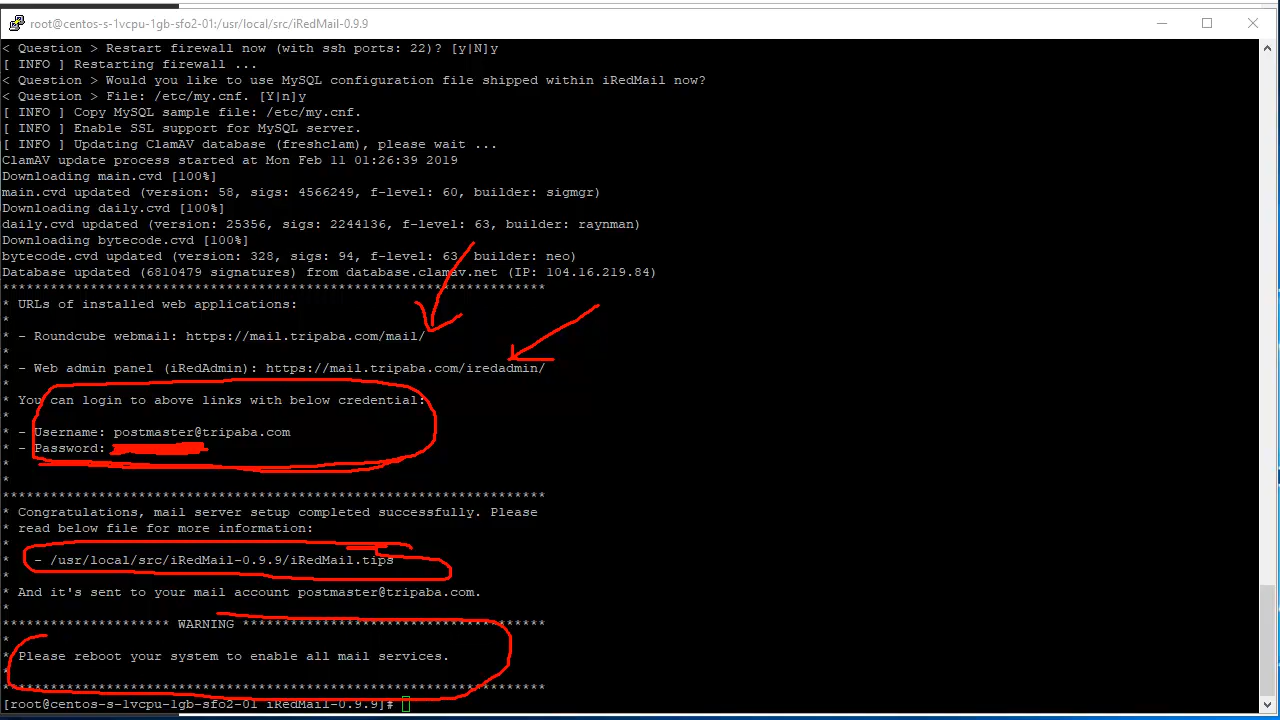 root@centos-s-1vcpu-1gb-sfo2-01:/usr/local/src/iRedMail-0.9.9
< Question > Restart firewall now (with ssh ports: 22)? [y|N]y
[ INFO ] Restarting firewall ...
< Question > Would you like to use MySQL configuration file shipped within iRedMail now?
< Question > File: /etc/my.cnf. [Y|n]y
[ INFO ] Copy MySQL sample file: /etc/my.cnf.
[ INFO ] Enable SSL support for MySQL server.
[ INFO ] Updating ClamAV database (freshclam), please wait ...
ClamAV update process started at Mon Feb 11 01:26:39 2019
Downloading main.cvd [100%]
main.cvd updated (version: 58, sigs: 4566249, f-level: 60, builder: sigmgr)
Downloading daily.cvd [100%]
daily.cvd updated (version: 25356, sigs: 2244136, f-level: 63, builder: raynman)
Downloading bytecode.cvd [100%]
bytecode.cvd updated (version: 328, sigs: 94, f-level: 63, builder: neo)
Database updated (6810479 signatures) from database.clamav.net (IP: 104.16.219.84)
********************************************************************
* URLs of installed web applications:
*
* - Roundcube webmail: https://mail.tripaba.com/mail/
*
* - Web admin panel (iRedAdmin): https://mail.tripaba.com/iredadmin/
*
* You can login to above links with below credential:
*
* - Username: postmaster@tripaba.com
* - Password:
*
*
********************************************************************
* Congratulations, mail server setup completed successfully. Please
* read below file for more information:
*
*   - /usr/local/src/iRedMail-0.9.9/iRedMail.tips
*
* And it's sent to your mail account postmaster@tripaba.com.
*
********************* WARNING **************************************
*
* Please reboot your system to enable all mail services.
*
********************************************************************
[root@centos-s-1vcpu-1gb-sfo2-01 iRedMail-0.9.9]#